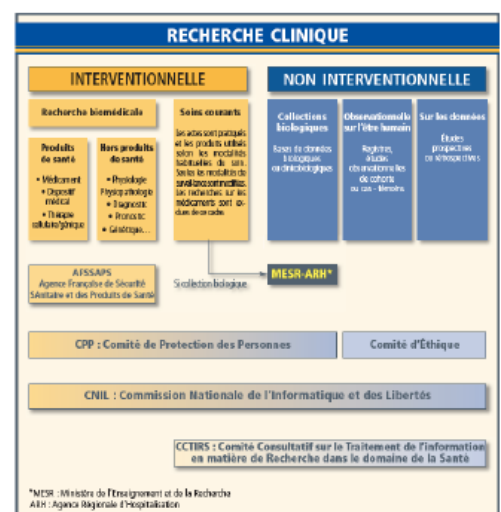 RECHERCHE CLINIQUE
INTERVENTIONNELLE
Recherche biomédicale
Produits
de santé
• Médicament
• Dispositif
médical
• Thérapie
cellulaire/génique
Hors produits
de santé
• Physiologie
Physiopathologie
• Diagnostic
• Pronostic
• Génétique...
Soins courants
Les actes sont pratiqués
et les produits utilisés
selon les modalités
habituelles du soin.
Seules les modalités de
surveillance sont modifiées.
Les recherches sur les
médicaments sont ex-
clues de ce cadre.
NON INTERVENTIONNELLE
Collections
biologiques
Bases de données
biologiques
ou clinicobiologiques
Observationnelle
sur l'être humain
Registres,
études
observationnelles
de cohorte
ou cas - témoins
Sur les données
Études
prospectives
ou rétrospectives
AFSSAPS
Agence Française de Sécurité
SAnitaire et des Produits de Santé
Si collection biologique
MESR-ARH*
CPP : Comité de Protection des Personnes
Comité d'Éthique
CNIL : Commission Nationale de l'Informatique et des Libertés
CCTIRS : Comité Consultatif sur le Traitement de l'information
en matière de Recherche dans le domaine de la Santé
*MESR : Ministère de l'Enseignement et de la Recherche
ARH : Agence Régionale d'Hospitalisation